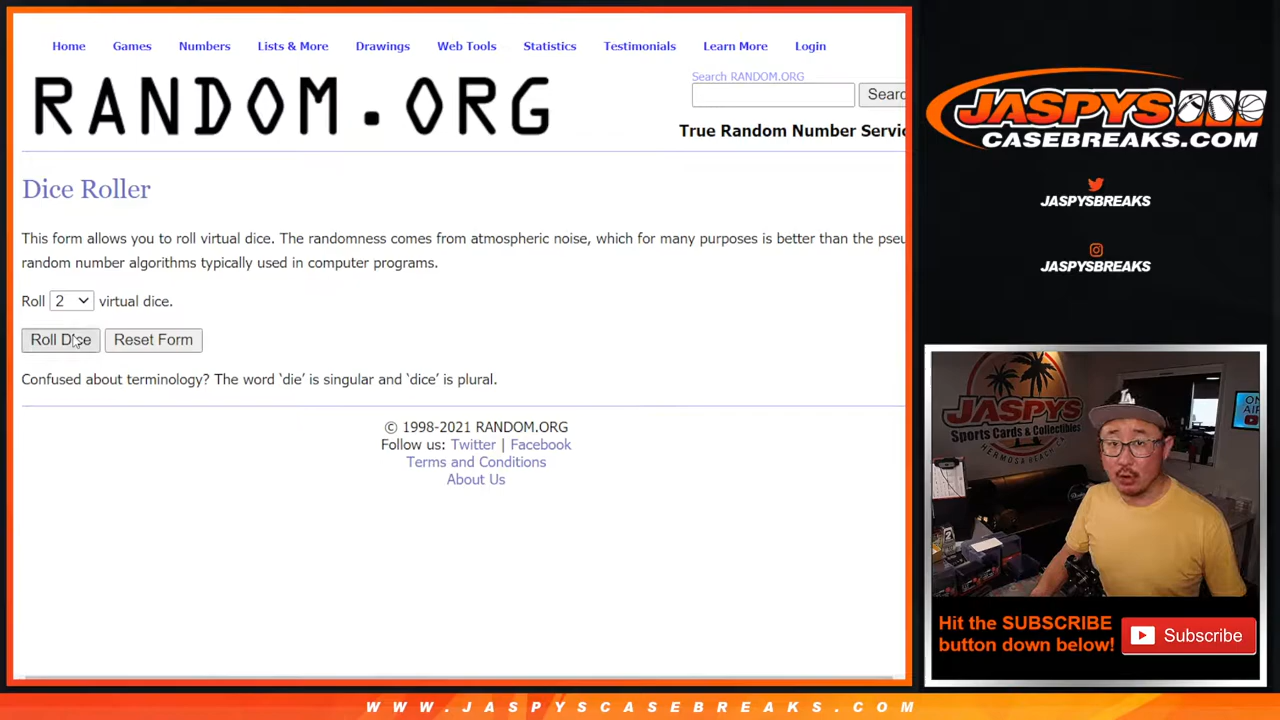 Home Games Numbers Lists & More Drawings Web Tools Statistics Testimonials Learn More Login
RANDOM.ORG
Search RANDOM.ORG
Searc
True Random Number Servic
Dice Roller
This form allows you to roll virtual dice. The randomness comes from atmospheric noise, which for many purposes is better than the pseu
random number algorithms typically used in computer programs.
Roll 2 virtual dice.
Roll Dice Reset Form
Confused about terminology? The word ‘die’ is singular and ‘dice’ is plural.
© 1998-2021 RANDOM.ORG
Follow us: Twitter | Facebook
Terms and Conditions
About Us
JASPYS
CASEBREAKS.COM
JASPYSBREAKS
JASPYSBREAKS
JASPYS
Sports Cards & Collectibles
HERMOSA BEACH, CA
ON
AIR
LA
Hit the SUBSCRIBE
button down below!
Subscribe
WWW.JASPYSCASEBREAKS.COM